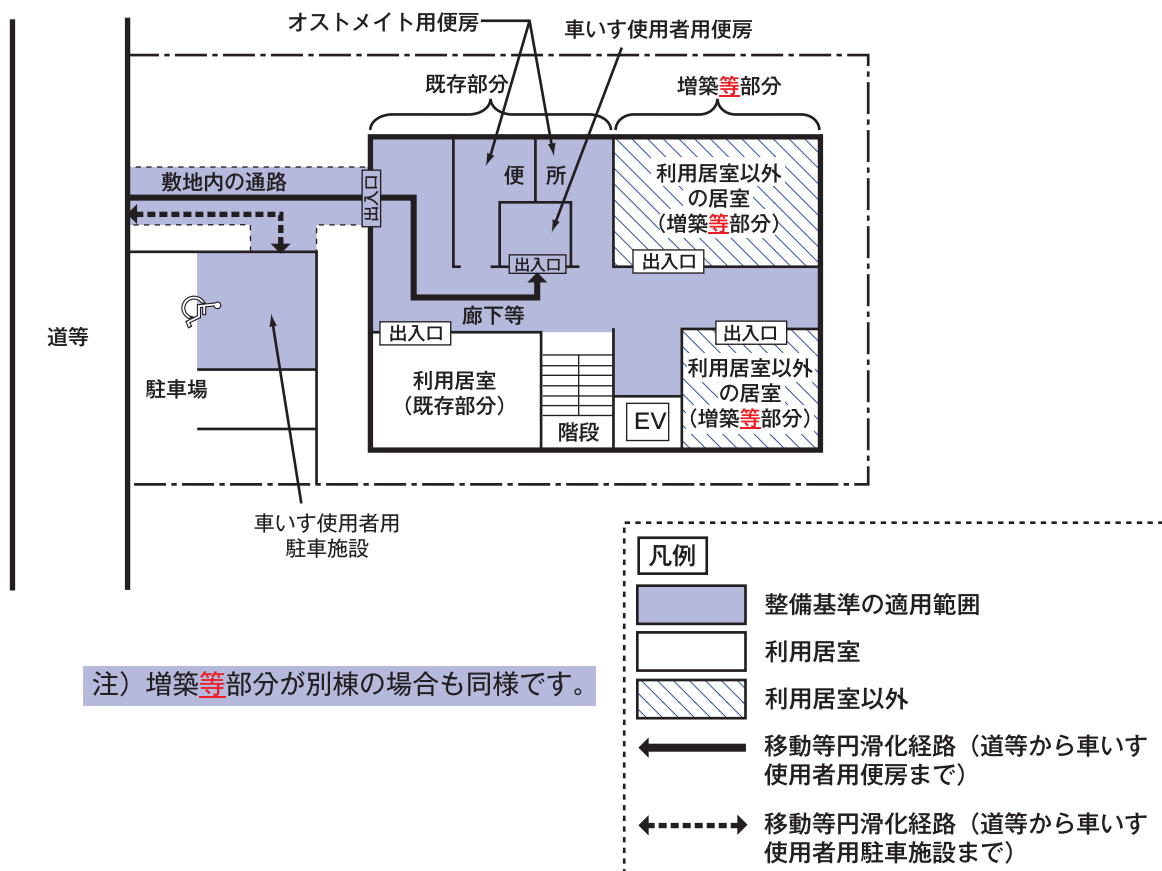 オストメイト用便房
車いす使用者用便房
既存部分
増築等部分
敷地内の通路
出入口
便
所
出入口
利用居室以外
の居室
（増築等部分）
出入口
廊下等
出入口
出入口
道等
駐車場
利用居室
（既存部分）
階段
EV
利用居室以外
の居室
（増築等部分）
車いす使用者用
駐車施設
凡例
整備基準の適用範囲
利用居室
利用居室以外
移動等円滑化経路（道等から車いす
使用者用便房まで）
移動等円滑化経路（道等から車いす
使用者用駐車施設まで）
注）増築等部分が別棟の場合も同様です。